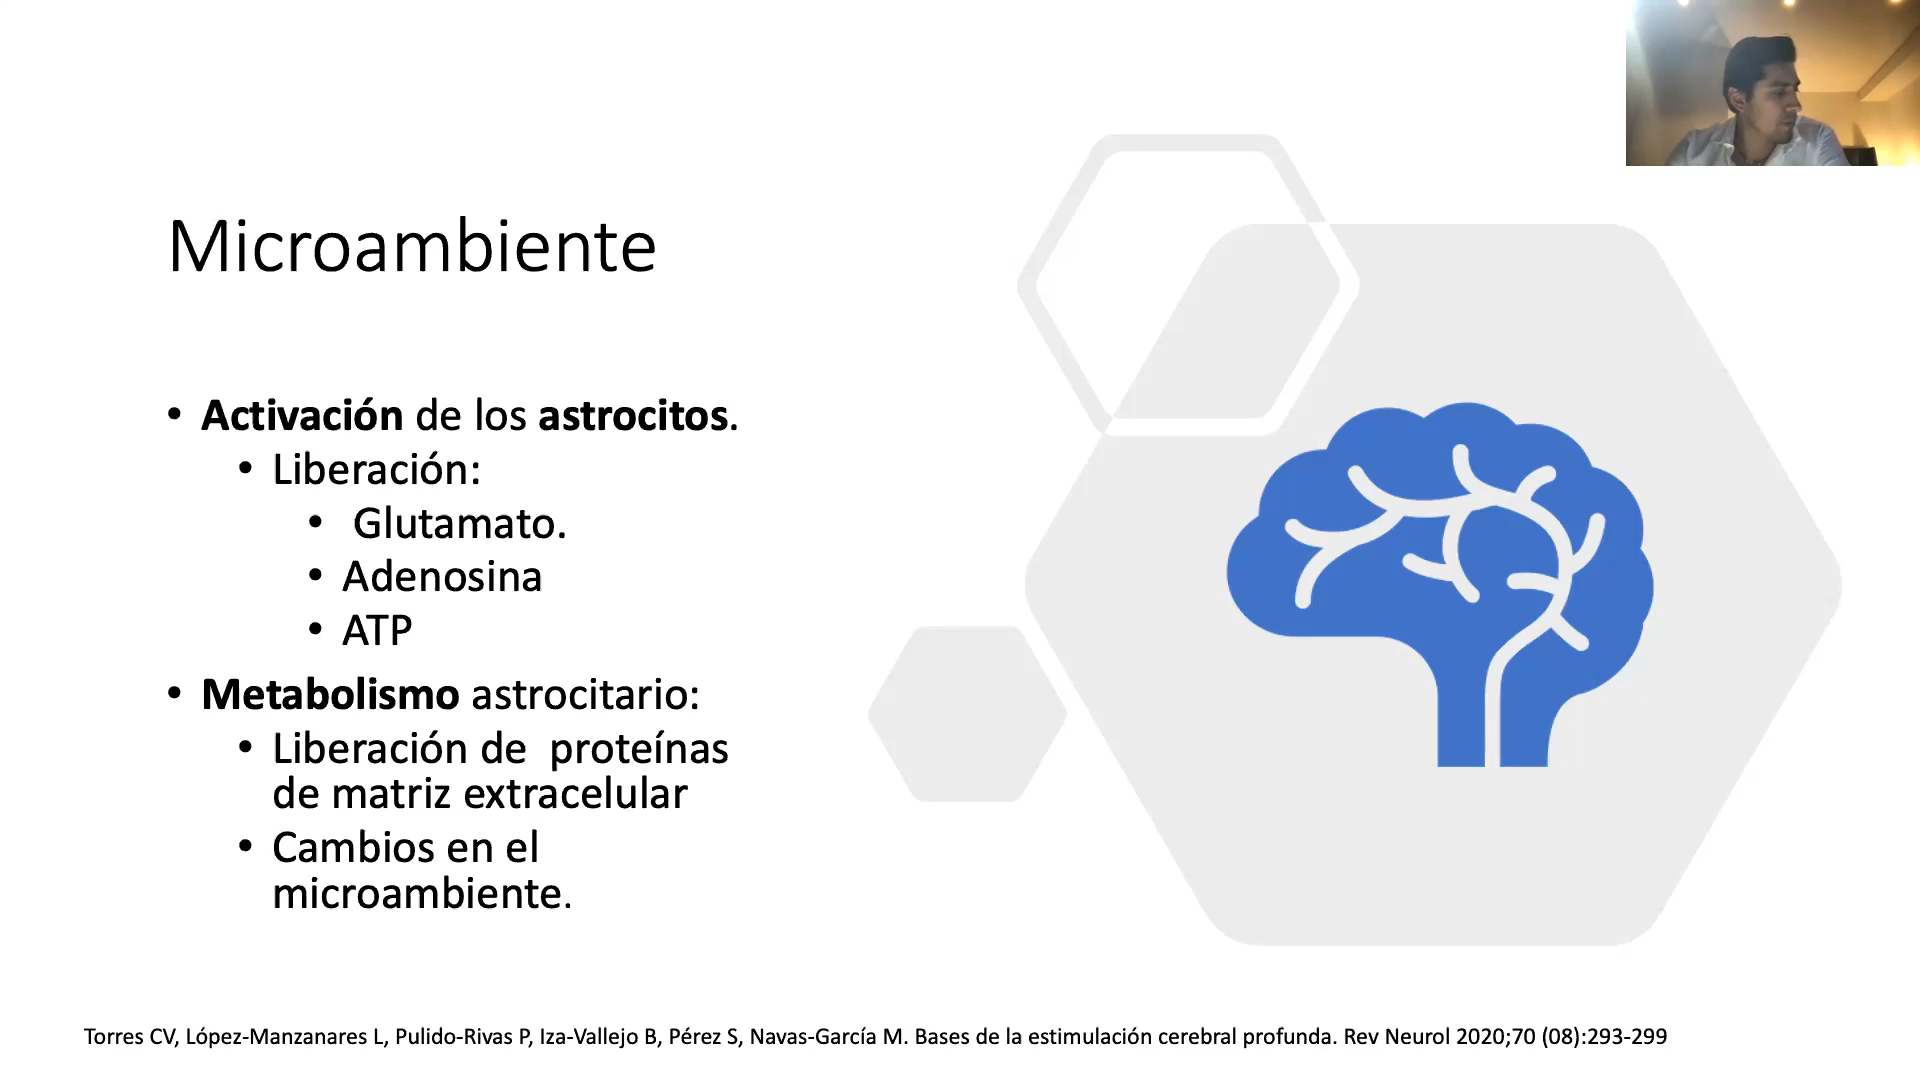 Microambiente
• Activación de los astrocitos.
• Liberación:
• Glutamato.
• Adenosina
• ATP
• Metabolismo astrocitario:
• Liberación de proteínas
de matriz extracelular
• Cambios en el
microambiente.
Torres CV, López-Manzanares L, Pulido-Rivas P, Iza-Vallejo B, Pérez S, Navas-García M. Bases de la estimulación cerebral profunda. Rev Neurol 2020;70 (08):293-299